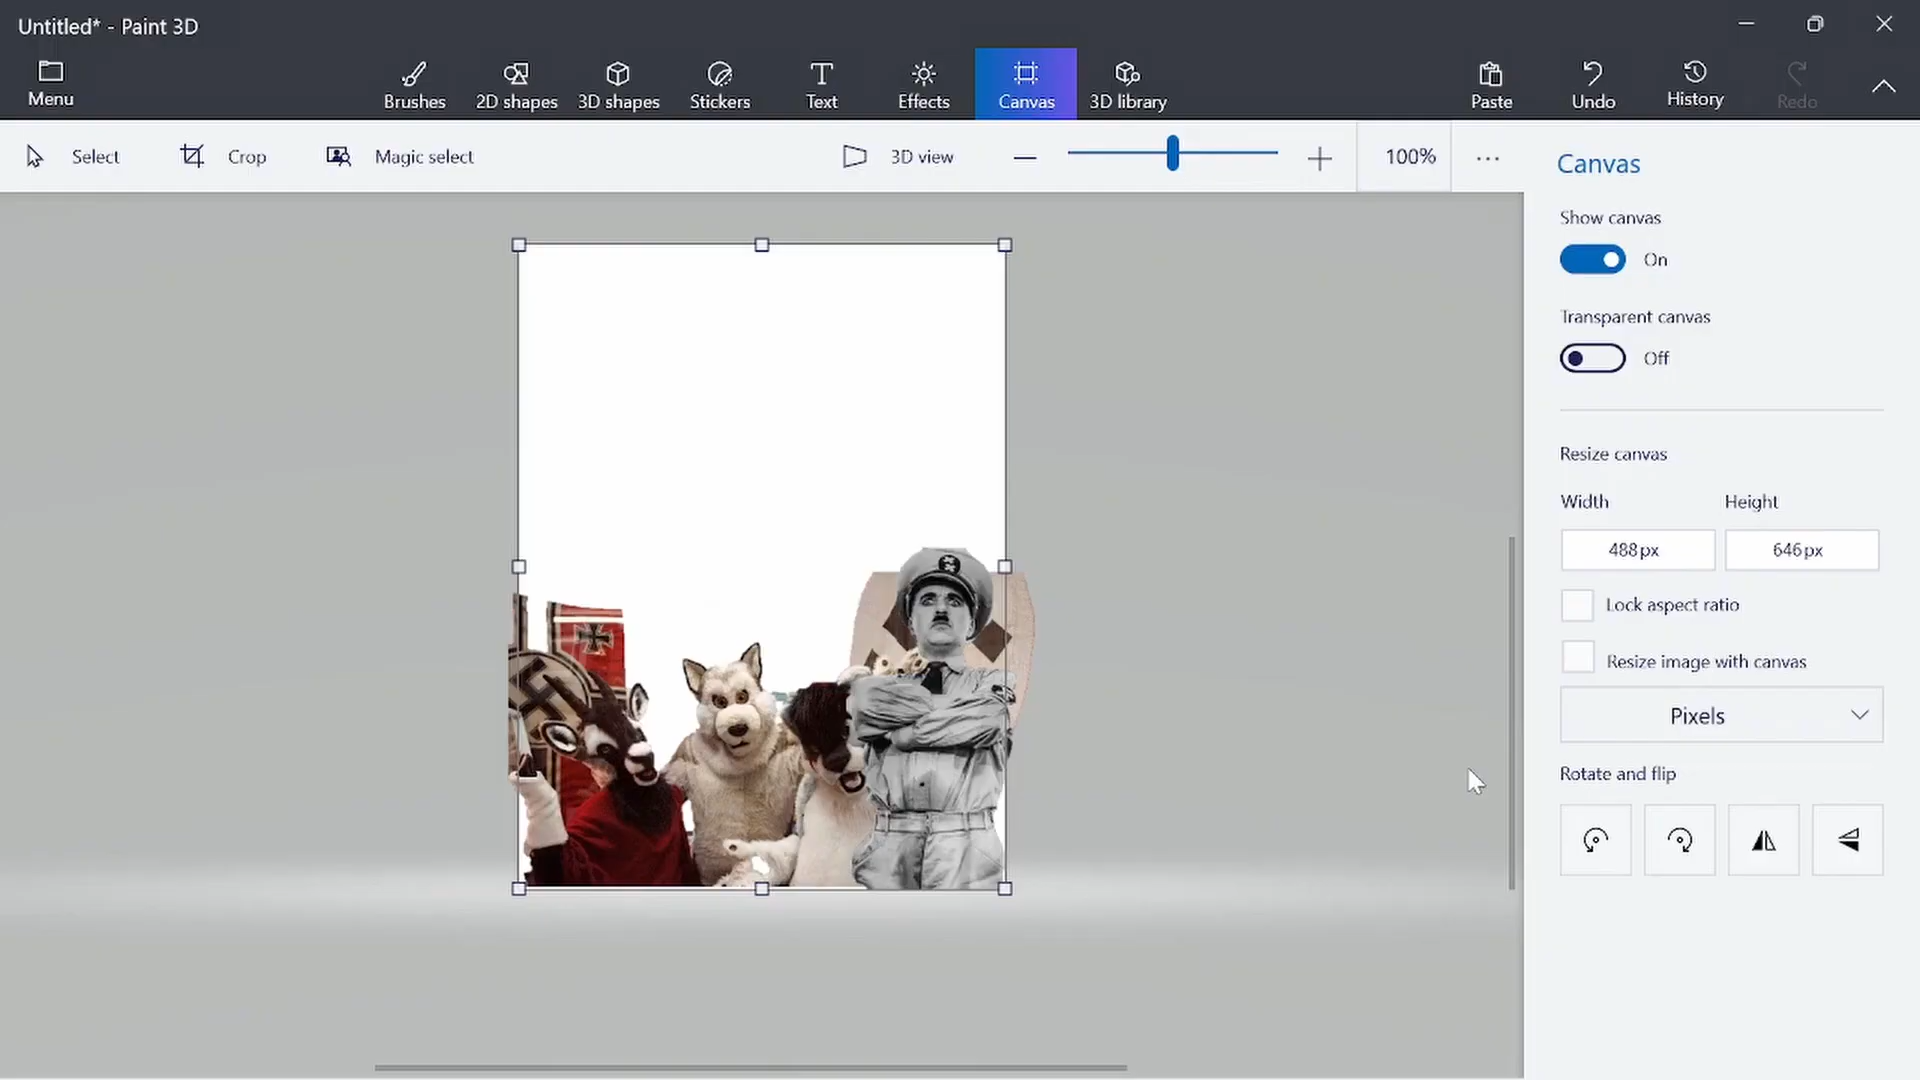 Untitled* - Paint 3D
Menu
Brushes
2D shapes
3D shapes
Stickers
Text
Effects
Canvas
3D library
Paste
Undo
History
Redo
Select
Crop
Magic select
3D view
100%
Canvas
Show canvas
On
Transparent canvas
Off
Resize canvas
Width Height
488px 646px
Lock aspect ratio
Resize image with canvas
Pixels
Rotate and flip